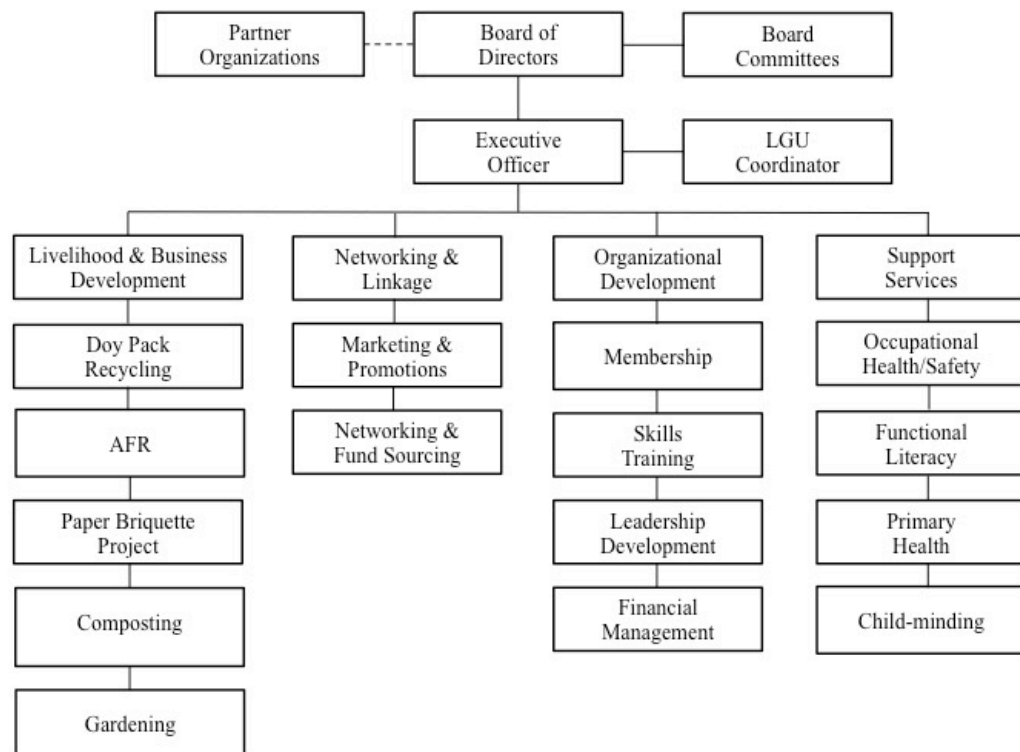 Partner
Organizations
Board of
Directors
Board
Committees
Executive
Officer
LGU
Coordinator
Livelihood & Business
Development
Networking &
Linkage
Organizational
Development
Support
Services
Doy Pack
Recycling
Marketing &
Promotions
Membership
Occupational
Health/Safety
AFR
Networking &
Fund Sourcing
Skills
Training
Functional
Literacy
Paper Briquette
Project
Leadership
Development
Primary
Health
Composting
Financial
Management
Child-minding
Gardening